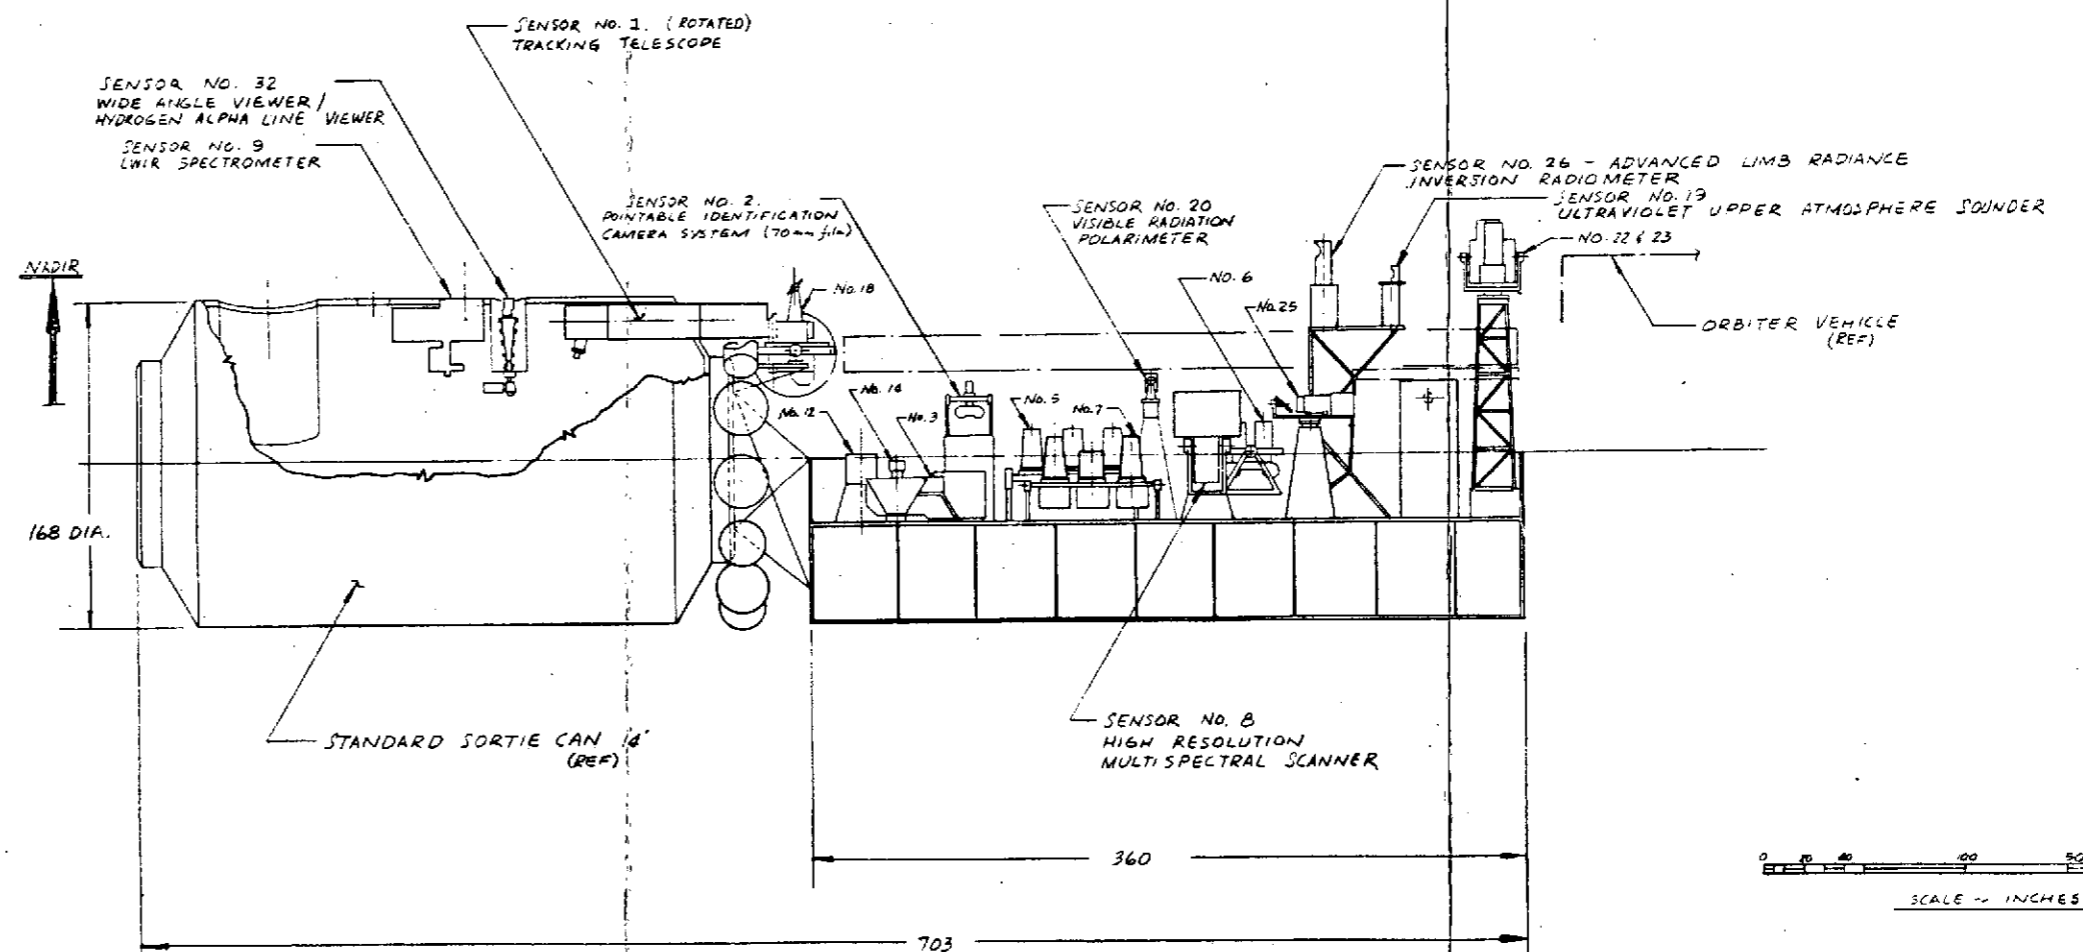 SENSOR NO. 1. (ROTATED)
TRACKING TELESCOPE
SENSOR NO. 32
WIDE ANGLE VIEWER/
HYDROGEN ALPHA LINE VIEWER
SENSOR NO. 9
LWIR SPECTROMETER
SENSOR NO. 2.
POINTABLE IDENTIFICATION
CAMERA SYSTEM (70mm film)
SENSOR NO. 20
VISIBLE RADIATION
POLARIMETER
SENSOR NO. 26 - ADVANCED LIMB RADIANCE
INVERSION RADIOMETER
SENSOR NO. 19
ULTRAVIOLET UPPER ATMOSPHERE SOUNDER
NO. 22 & 23
NADIR
No. 18
NO. 6
No. 25
ORBITER VEHICLE
(REF)
No. 14
No. 12
No. 3
No. 5
No. 7
168 DIA.
STANDARD SORTIE CAN 14'
(REF)
SENSOR NO. 8
HIGH RESOLUTION
MULTISPECTRAL SCANNER
360
0 20 40 100 50
SCALE ~ INCHES
703